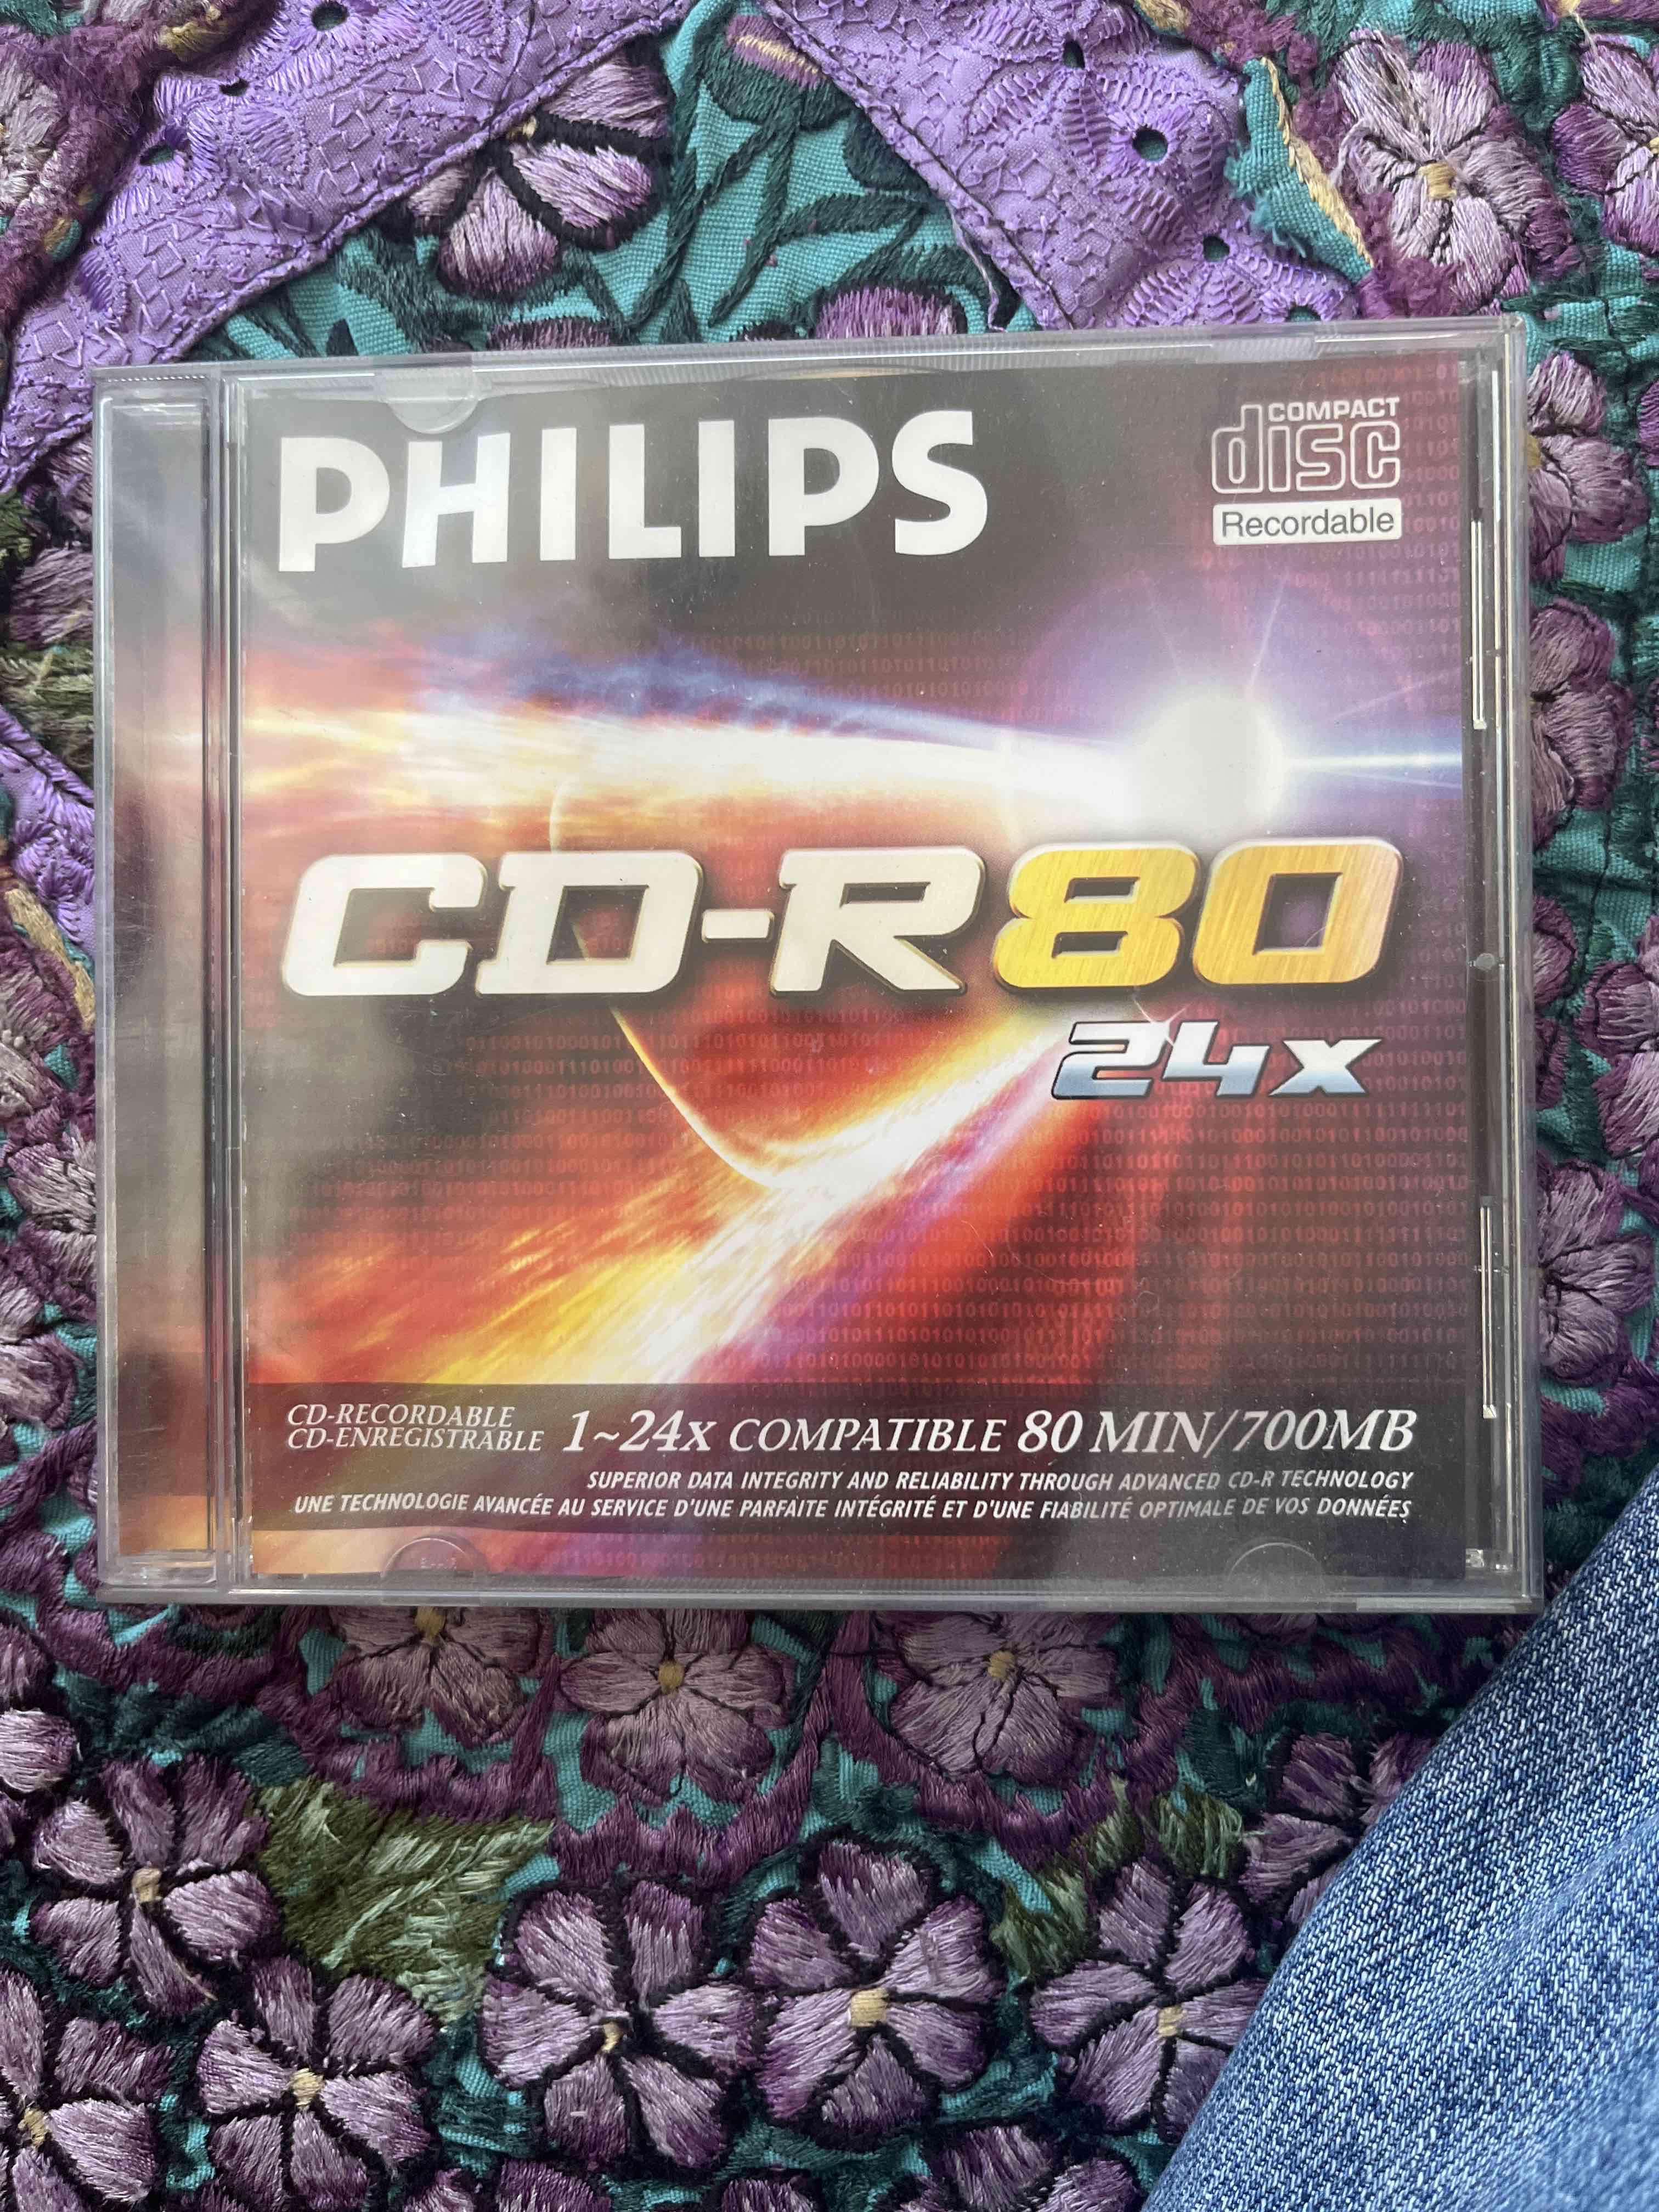 PHILIPS
COMPACT
disc
Recordable
CD-R80
24x
CD-RECORDABLE
CD-ENREGISTRABLE
1~24x COMPATIBLE 80 MIN/700MB
SUPERIOR DATA INTEGRITY AND RELIABILITY THROUGH ADVANCED CD-R TECHNOLOGY
UNE TECHNOLOGIE AVANCÉE AU SERVICE D'UNE PARFAITE INTÉGRITÉ ET D'UNE FIABILITÉ OPTIMALE DE VOS DONNÉES